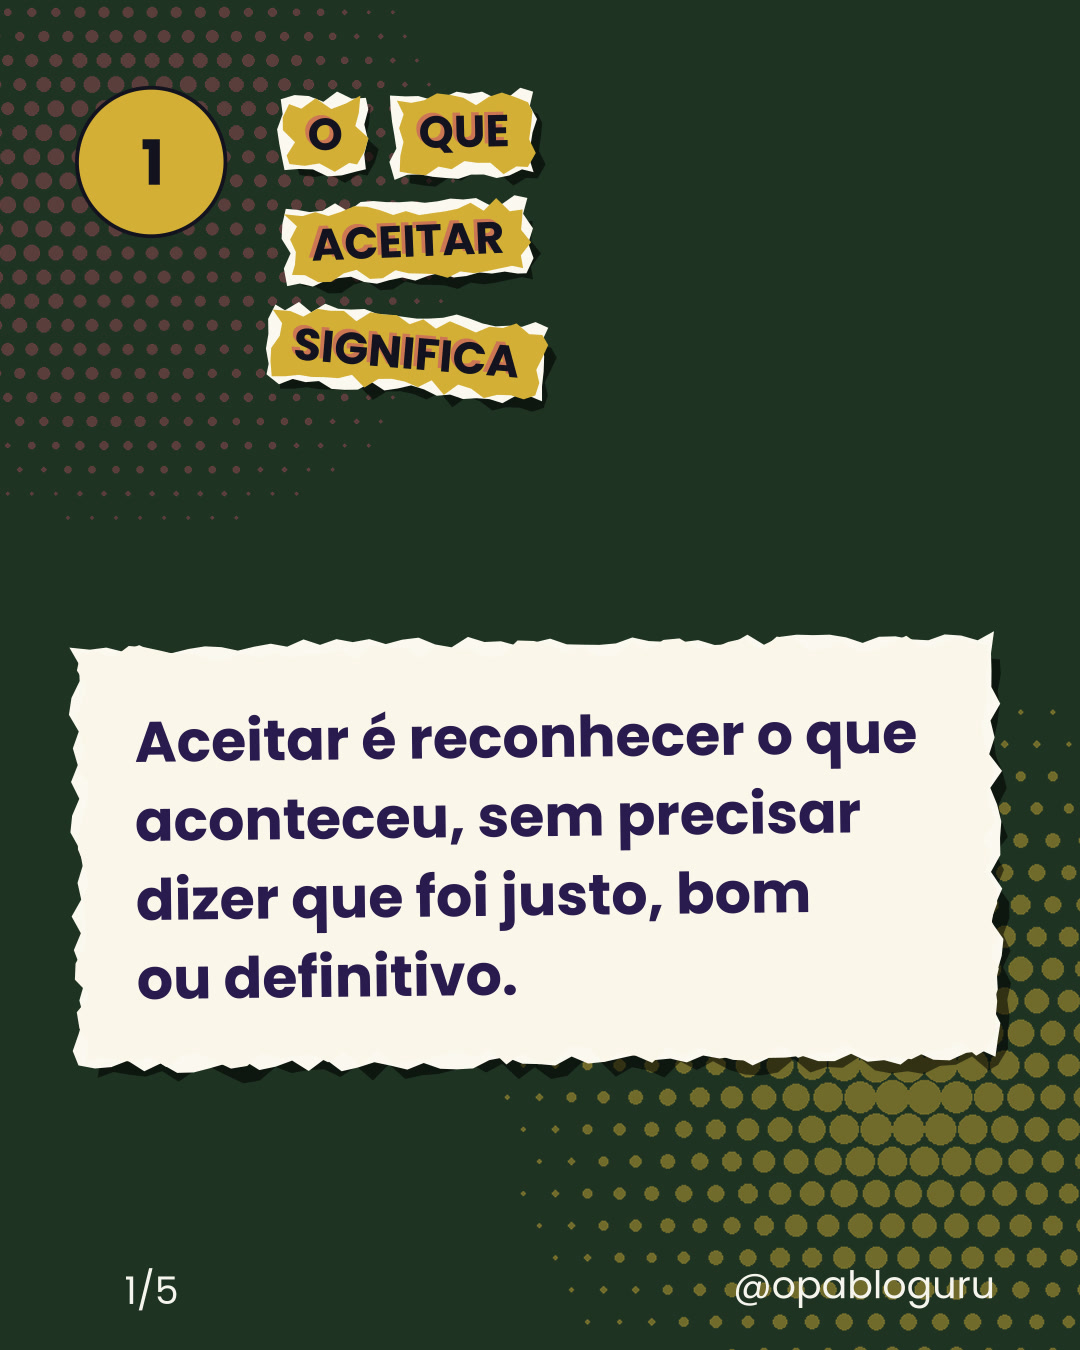 1
O QUE
ACEITAR
SIGNIFICA
Aceitar é reconhecer o que
aconteceu, sem precisar
dizer que foi justo, bom
ou definitivo.
1/5
@opabloguru